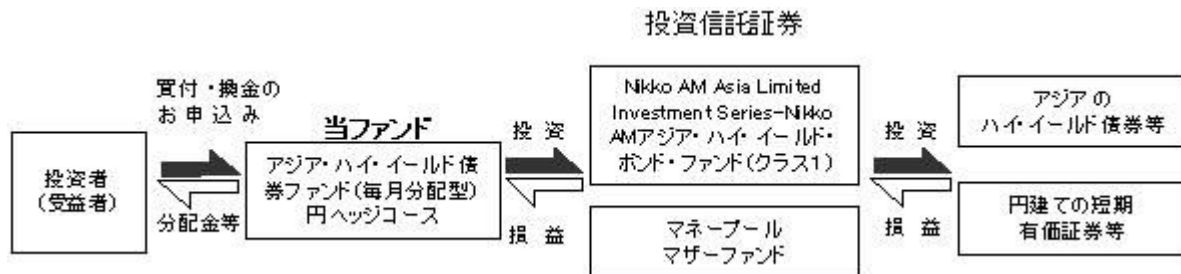 投資信託証券
買付・換金の
お申込み
投資者
(受益者)
分配金等
当ファンド
アジア・ハイ・イールド債
券ファンド(毎月分配型)
円ヘッジコース
投資
損益
Nikko AM Asia Limited
Investment Series-Nikko
AMアジア・ハイ・イールド・
ボンド・ファンド(クラス1)
マネープール
マザーファンド
投資
損益
アジアの
ハイ・イールド債券等
円建ての短期
有価証券等